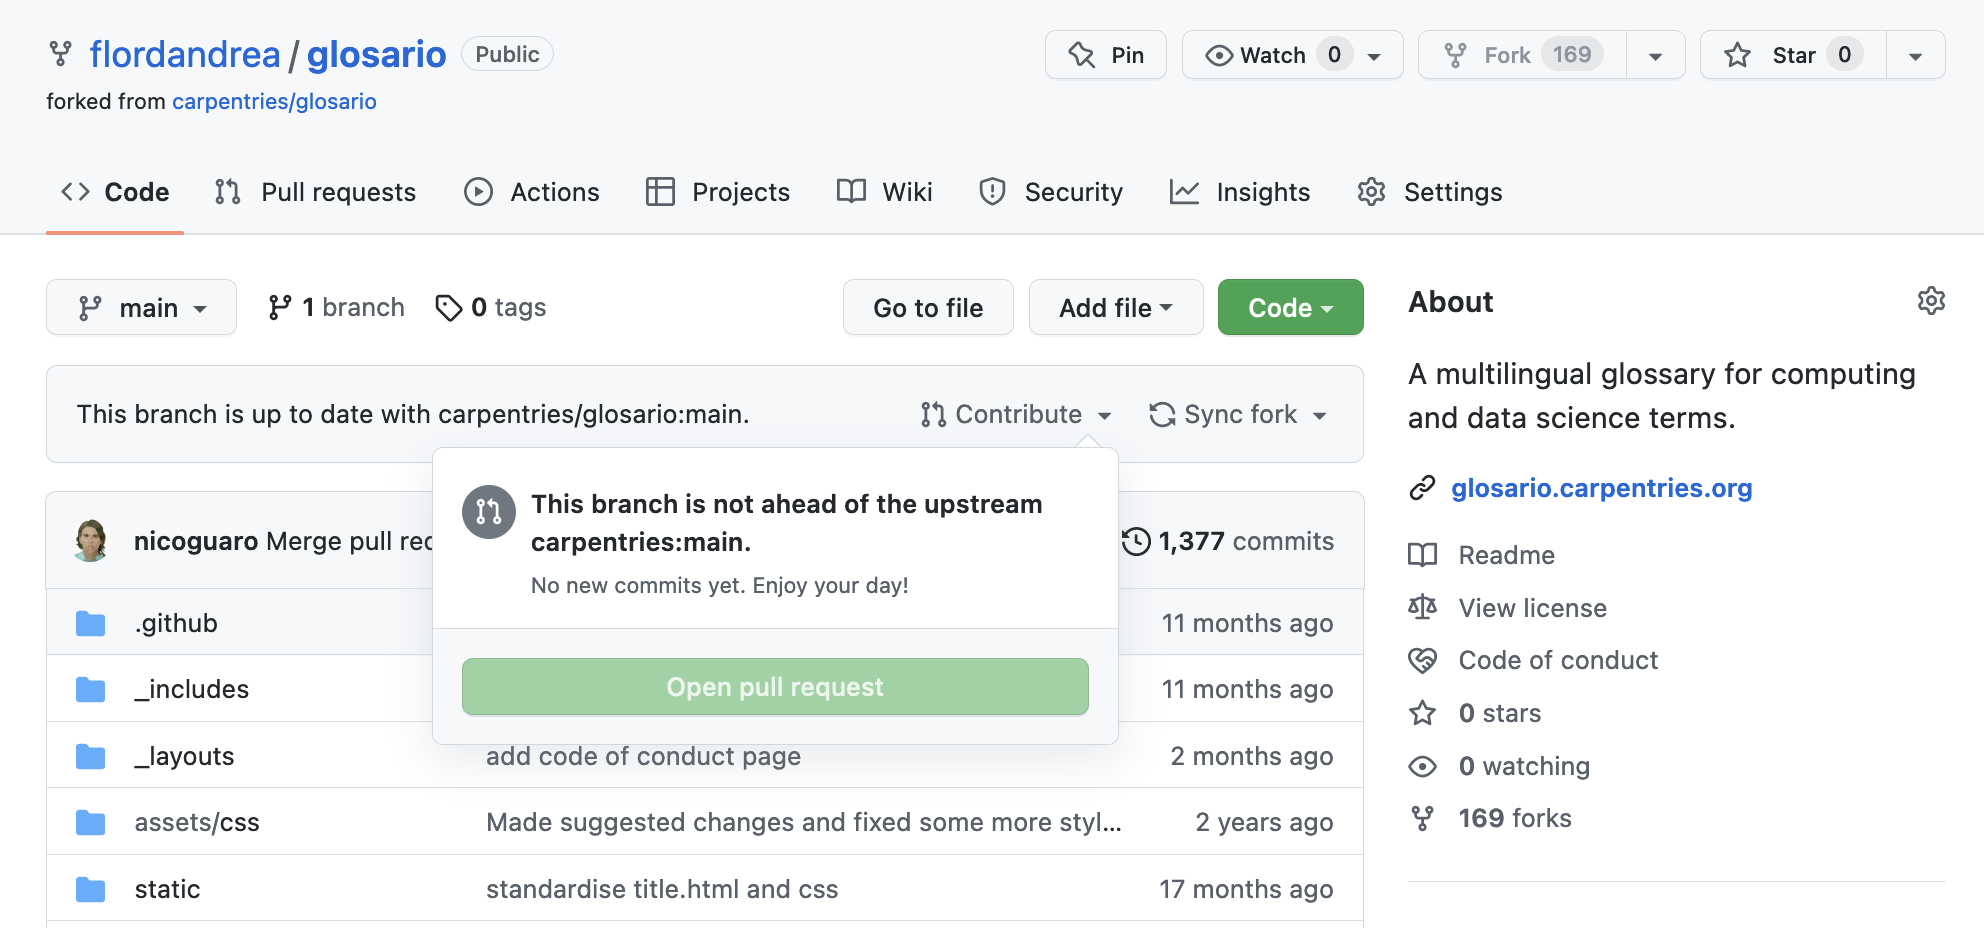 flordandrea / glosario Public
Pin Watch 0 Fork 169 Star 0
forked from carpentries/glosario
Code Pull requests Actions Projects Wiki Security Insights Settings
main 1 branch 0 tags Go to file Add file Code
This branch is up to date with carpentries/glosario:main. Contribute Sync fork
This branch is not ahead of the upstream
carpentries:main.
No new commits yet. Enjoy your day!
Open pull request
nicoguaro Merge pull 1,377 commits
.github 11 months ago
_includes 11 months ago
_layouts add code of conduct page 2 months ago
assets/css Made suggested changes and fixed some more styl... 2 years ago
static standardise title.html and css 17 months ago
About
A multilingual glossary for computing
and data science terms.
glosario.carpentries.org
Readme
View license
Code of conduct
0 stars
0 watching
169 forks